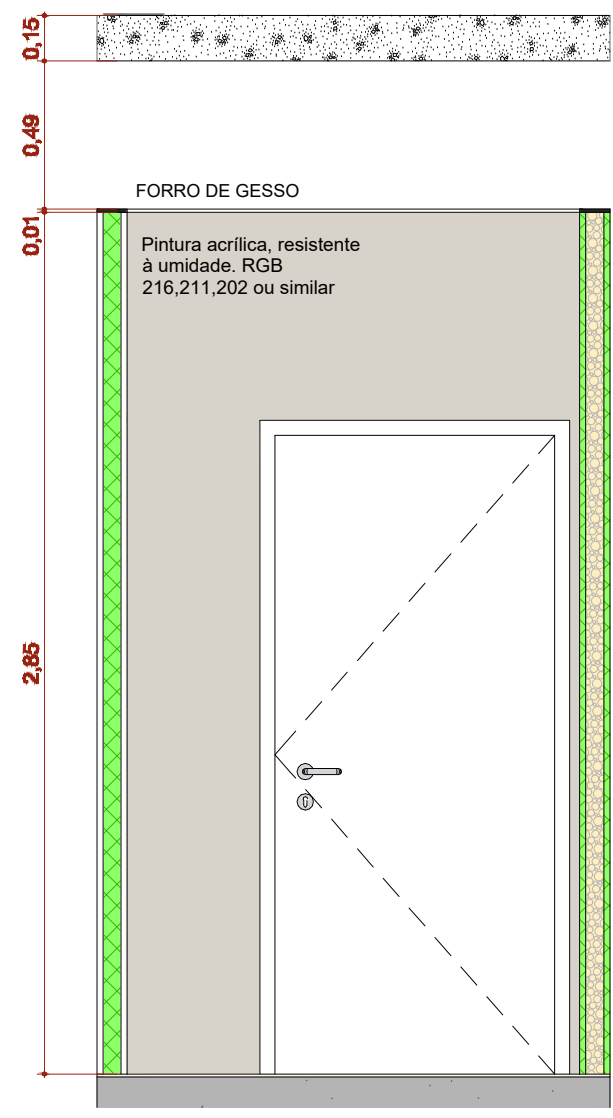 0,15
0,49
FORRO DE GESSO
0,01
Pintura acrílica, resistente
à umidade. RGB
216,211,202 ou similar
2,85